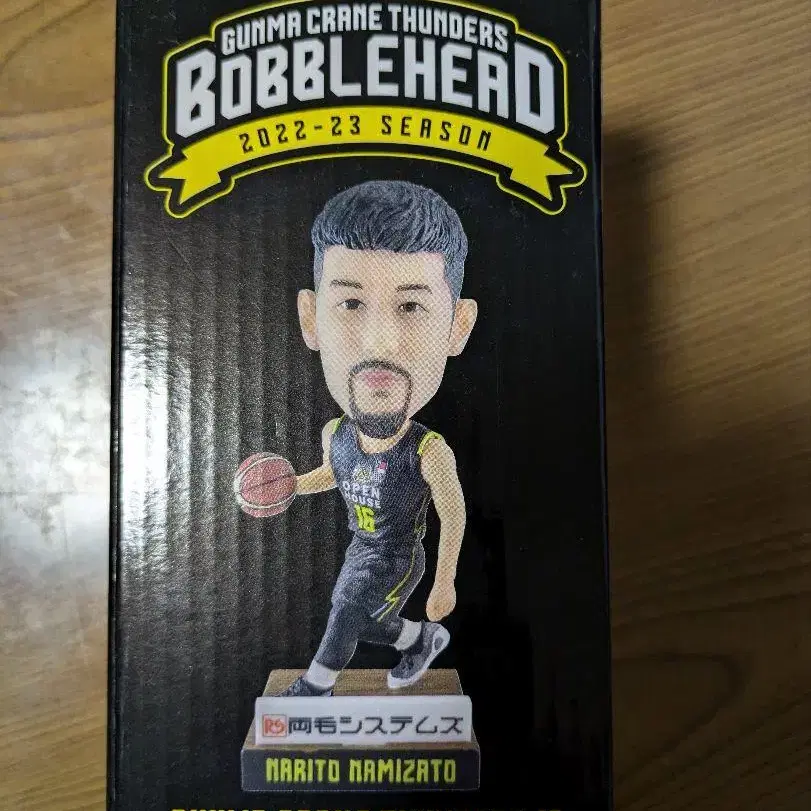 GUNMA CRANE THUNDERS
BOBBLEHEAD
2022-23 SEASON
OPEN
HOUSE
16
RS 両毛システムズ
NARITO NAMIZATO